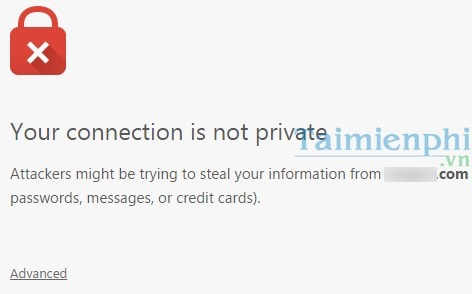 Your connection is not private
Taimienphi
.vn
Attackers might be trying to steal your information from .com
passwords, messages, or credit cards).
Advanced